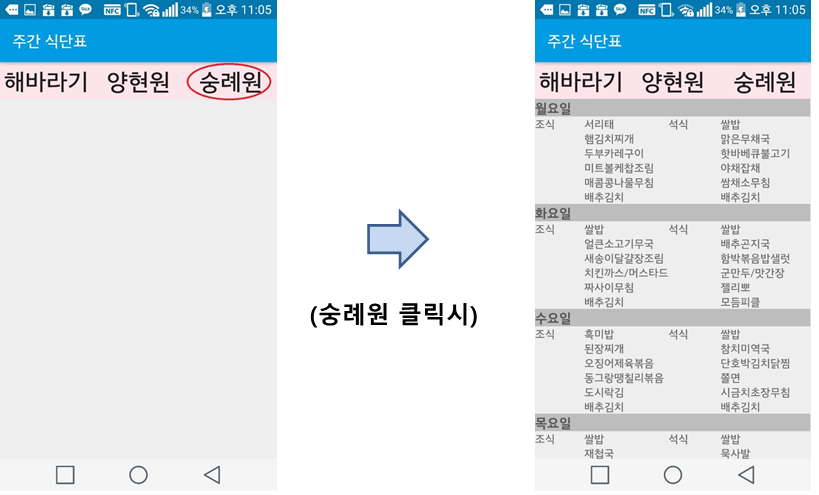 NFC 34% 오후 11:05
주간 식단표
해바라기 양현원 숭례원
(숭례원 클릭시)
TALK NFC 34% 오후 11:05
주간 식단표
해바라기 양현원 숭례원
월요일
조식 서리태 석식 쌀밥
햄김치찌개 맑은무채국
두부카레구이 핫바베큐불고기
미트볼케찹조림 야채잡채
매콤콩나물무침 쌈채소무침
배추김치 배추김치
화요일
조식 쌀밥 석식 쌀밥
얼큰소고기무국 배추곤지국
새송이달걀장조림 함박볶음밥샐럿
치킨까스/머스타드 군만두/맛간장
짜사이무침 젤리뽀
배추김치 모듬피클
수요일
조식 흑미밥 석식 쌀밥
된장찌개 참치미역국
오징어제육볶음 단호박김치닭찜
동그랑땡칠리볶음 쫄면
도시락김 시금치초장무침
배추김치 배추김치
목요일
조식 쌀밥 석식 쌀밥
재첩국 묵사발